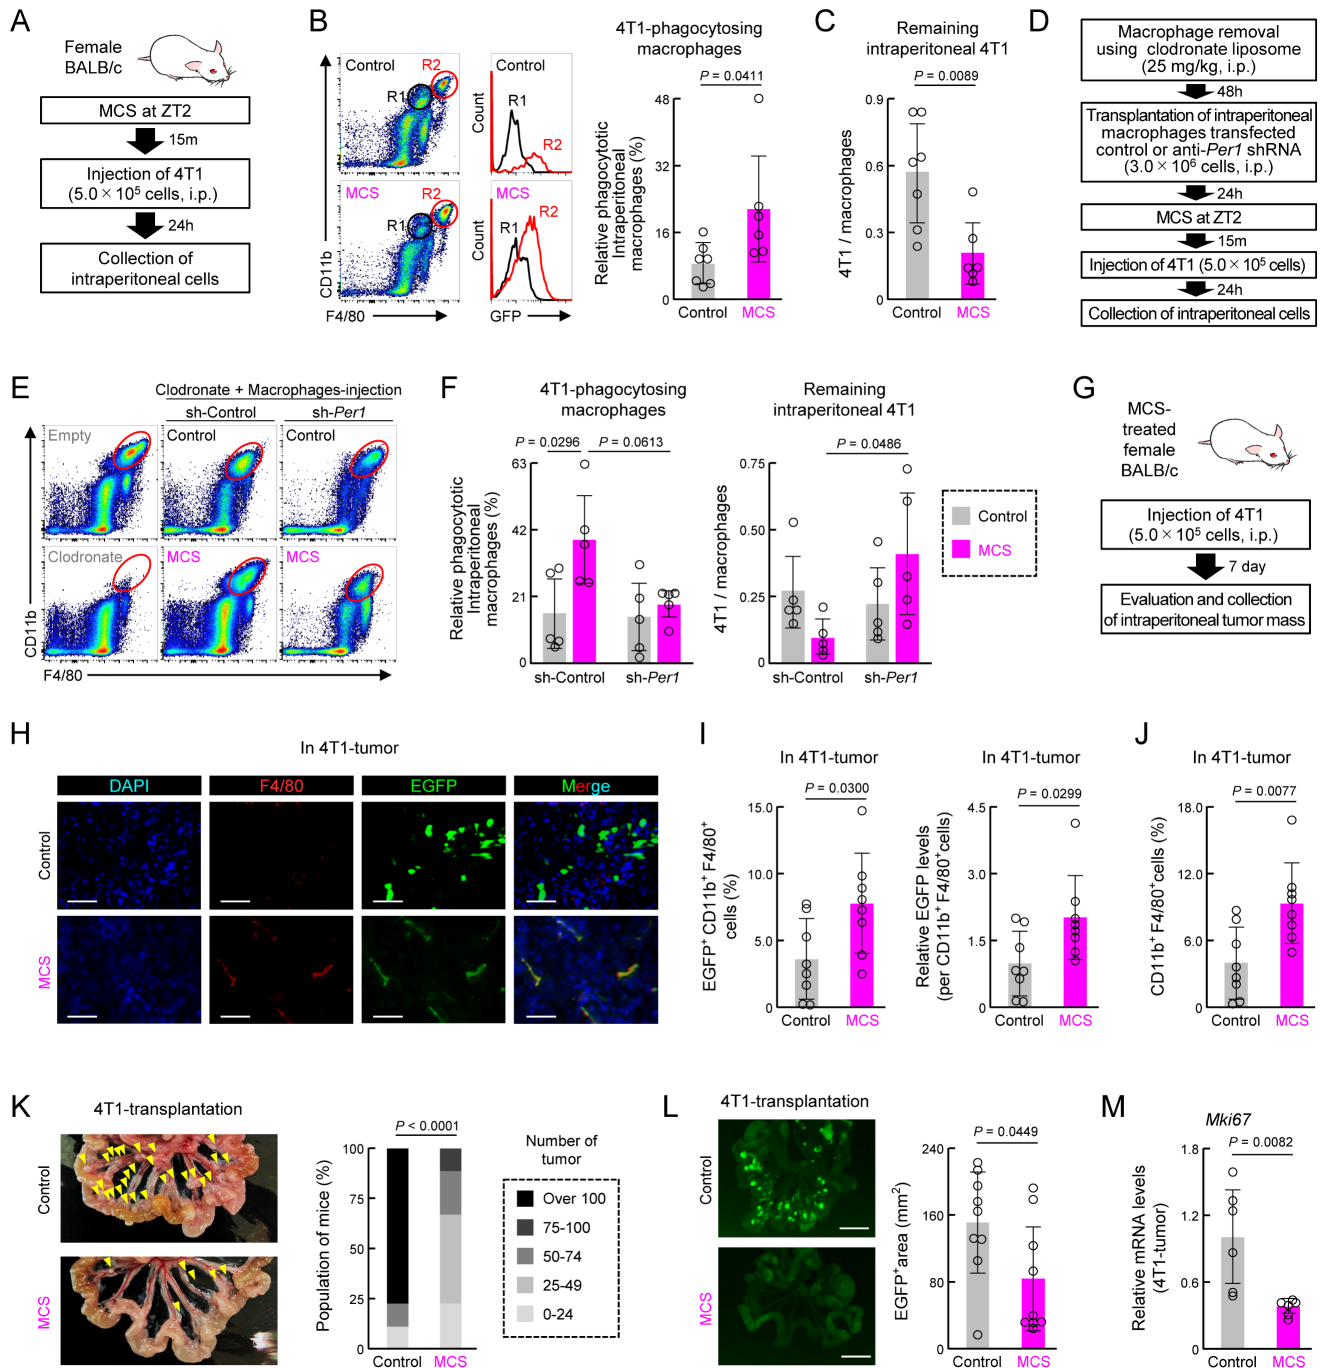 A
Female
BALB/c
MCS at ZT2
15m
Injection of 4T1
(5.0 × 10⁵ cells, i.p.)
24h
Collection of
intraperitoneal cells
B
Control
R2
R1
Control
R1
R2
Count
MCS
R2
R1
MCS
R2
R1
Count
CD11b
F4/80
GFP
4T1-phagocytosing
macrophages
P = 0.0411
Relative phagocytotic
Intraperitoneal
macrophages (%)
48
32
16
0
Control
MCS
C
Remaining
intraperitoneal 4T1
P = 0.0089
4T1 / macrophages
0.9
0.6
0.3
0
Control
MCS
D
Macrophage removal
using clodronate liposome
(25 mg/kg, i.p.)
48h
Transplantation of intraperitoneal
macrophages transfected
control or anti-Per1 shRNA
(3.0 × 10⁶ cells, i.p.)
24h
MCS at ZT2
15m
Injection of 4T1 (5.0 × 10⁵ cells)
24h
Collection of intraperitoneal cells
E
Clodronate + Macrophages-injection
sh-Control
sh-Per1
Empty
Control
Control
Clodronate
MCS
MCS
CD11b
F4/80
F
4T1-phagocytosing
macrophages
P = 0.0296
P = 0.0613
Relative phagocytotic
Intraperitoneal
macrophages (%)
63
42
21
0
sh-Control
sh-Per1
Remaining
intraperitoneal 4T1
P = 0.0486
4T1 / macrophages
0.75
0.50
0.25
0
sh-Control
sh-Per1
Control
MCS
G
MCS-
treated
female
BALB/c
Injection of 4T1
(5.0 × 10⁵ cells, i.p.)
7 day
Evaluation and collection
of intraperitoneal tumor mass
H
In 4T1-tumor
DAPI
F4/80
EGFP
Merge
Control
MCS
I
In 4T1-tumor
P = 0.0300
EGFP⁺ CD11b⁺ F4/80⁺
cells (%)
15.0
10.0
5.0
0
Control
MCS
In 4T1-tumor
P = 0.0299
Relative EGFP levels
(per CD11b⁺ F4/80⁺cells)
4.5
3.0
1.5
0
Control
MCS
J
In 4T1-tumor
P = 0.0077
CD11b⁺ F4/80⁺cells (%)
18.0
12.0
6.0
0
Control
MCS
K
4T1-transplantation
Control
MCS
P < 0.0001
Population of mice (%)
100
75
50
25
0
Control
MCS
Number of
tumor
Over 100
75-100
50-74
25-49
0-24
L
4T1-transplantation
Control
MCS
P = 0.0449
EGFP⁺area (mm²)
240
160
80
0
Control
MCS
M
Mki67
P = 0.0082
Relative mRNA levels
(4T1-tumor)
1.8
1.2
0.6
0
Control
MCS